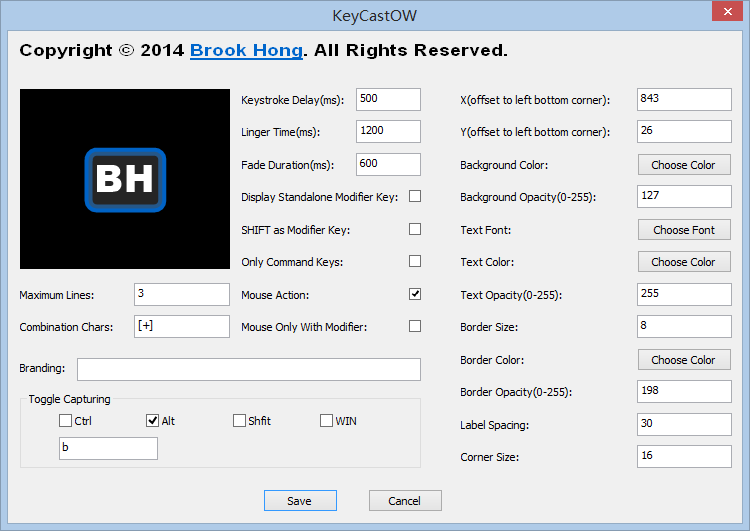 KeyCastOW
Copyright © 2014 Brook Hong. All Rights Reserved.
BH
Keystroke Delay(ms): 500
Linger Time(ms): 1200
Fade Duration(ms): 600
Display Standalone Modifier Key:
SHIFT as Modifier Key:
Only Command Keys:
Maximum Lines: 3
Mouse Action:
Combination Chars: [+]
Mouse Only With Modifier:
Branding:
Toggle Capturing
Ctrl Alt Shfit WIN
b
X(offset to left bottom corner): 843
Y(offset to left bottom corner): 26
Background Color: Choose Color
Background Opacity(0-255): 127
Text Font: Choose Font
Text Color: Choose Color
Text Opacity(0-255): 255
Border Size: 8
Border Color: Choose Color
Border Opacity(0-255): 198
Label Spacing: 30
Corner Size: 16
Save Cancel